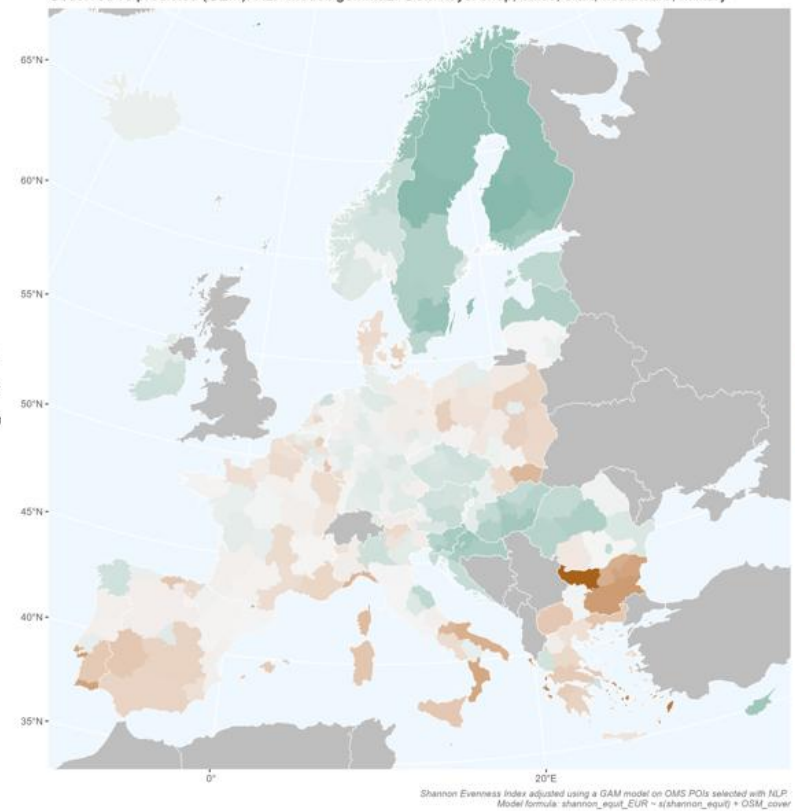 65°N
60°N
55°N
50°N
45°N
40°N
35°N
0°
20°E
Shannon Evenness Index adjusted using a GAM model on OMS POIs selected with NLP.
Model formula: shannon_equit_EUR ~ s(shannon_equit) + OSM_cover